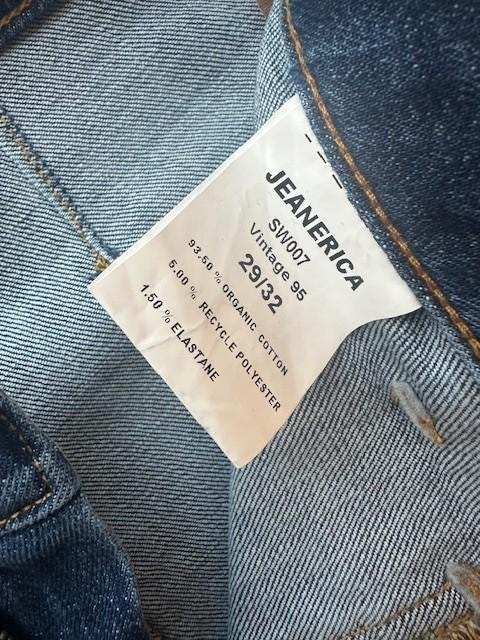 JEANERICA
SW007
Vintage 95
29/32
93.50 % ORGANIC COTTON
5.00 % RECYCLE POLYESTER
1.50 % ELASTANE